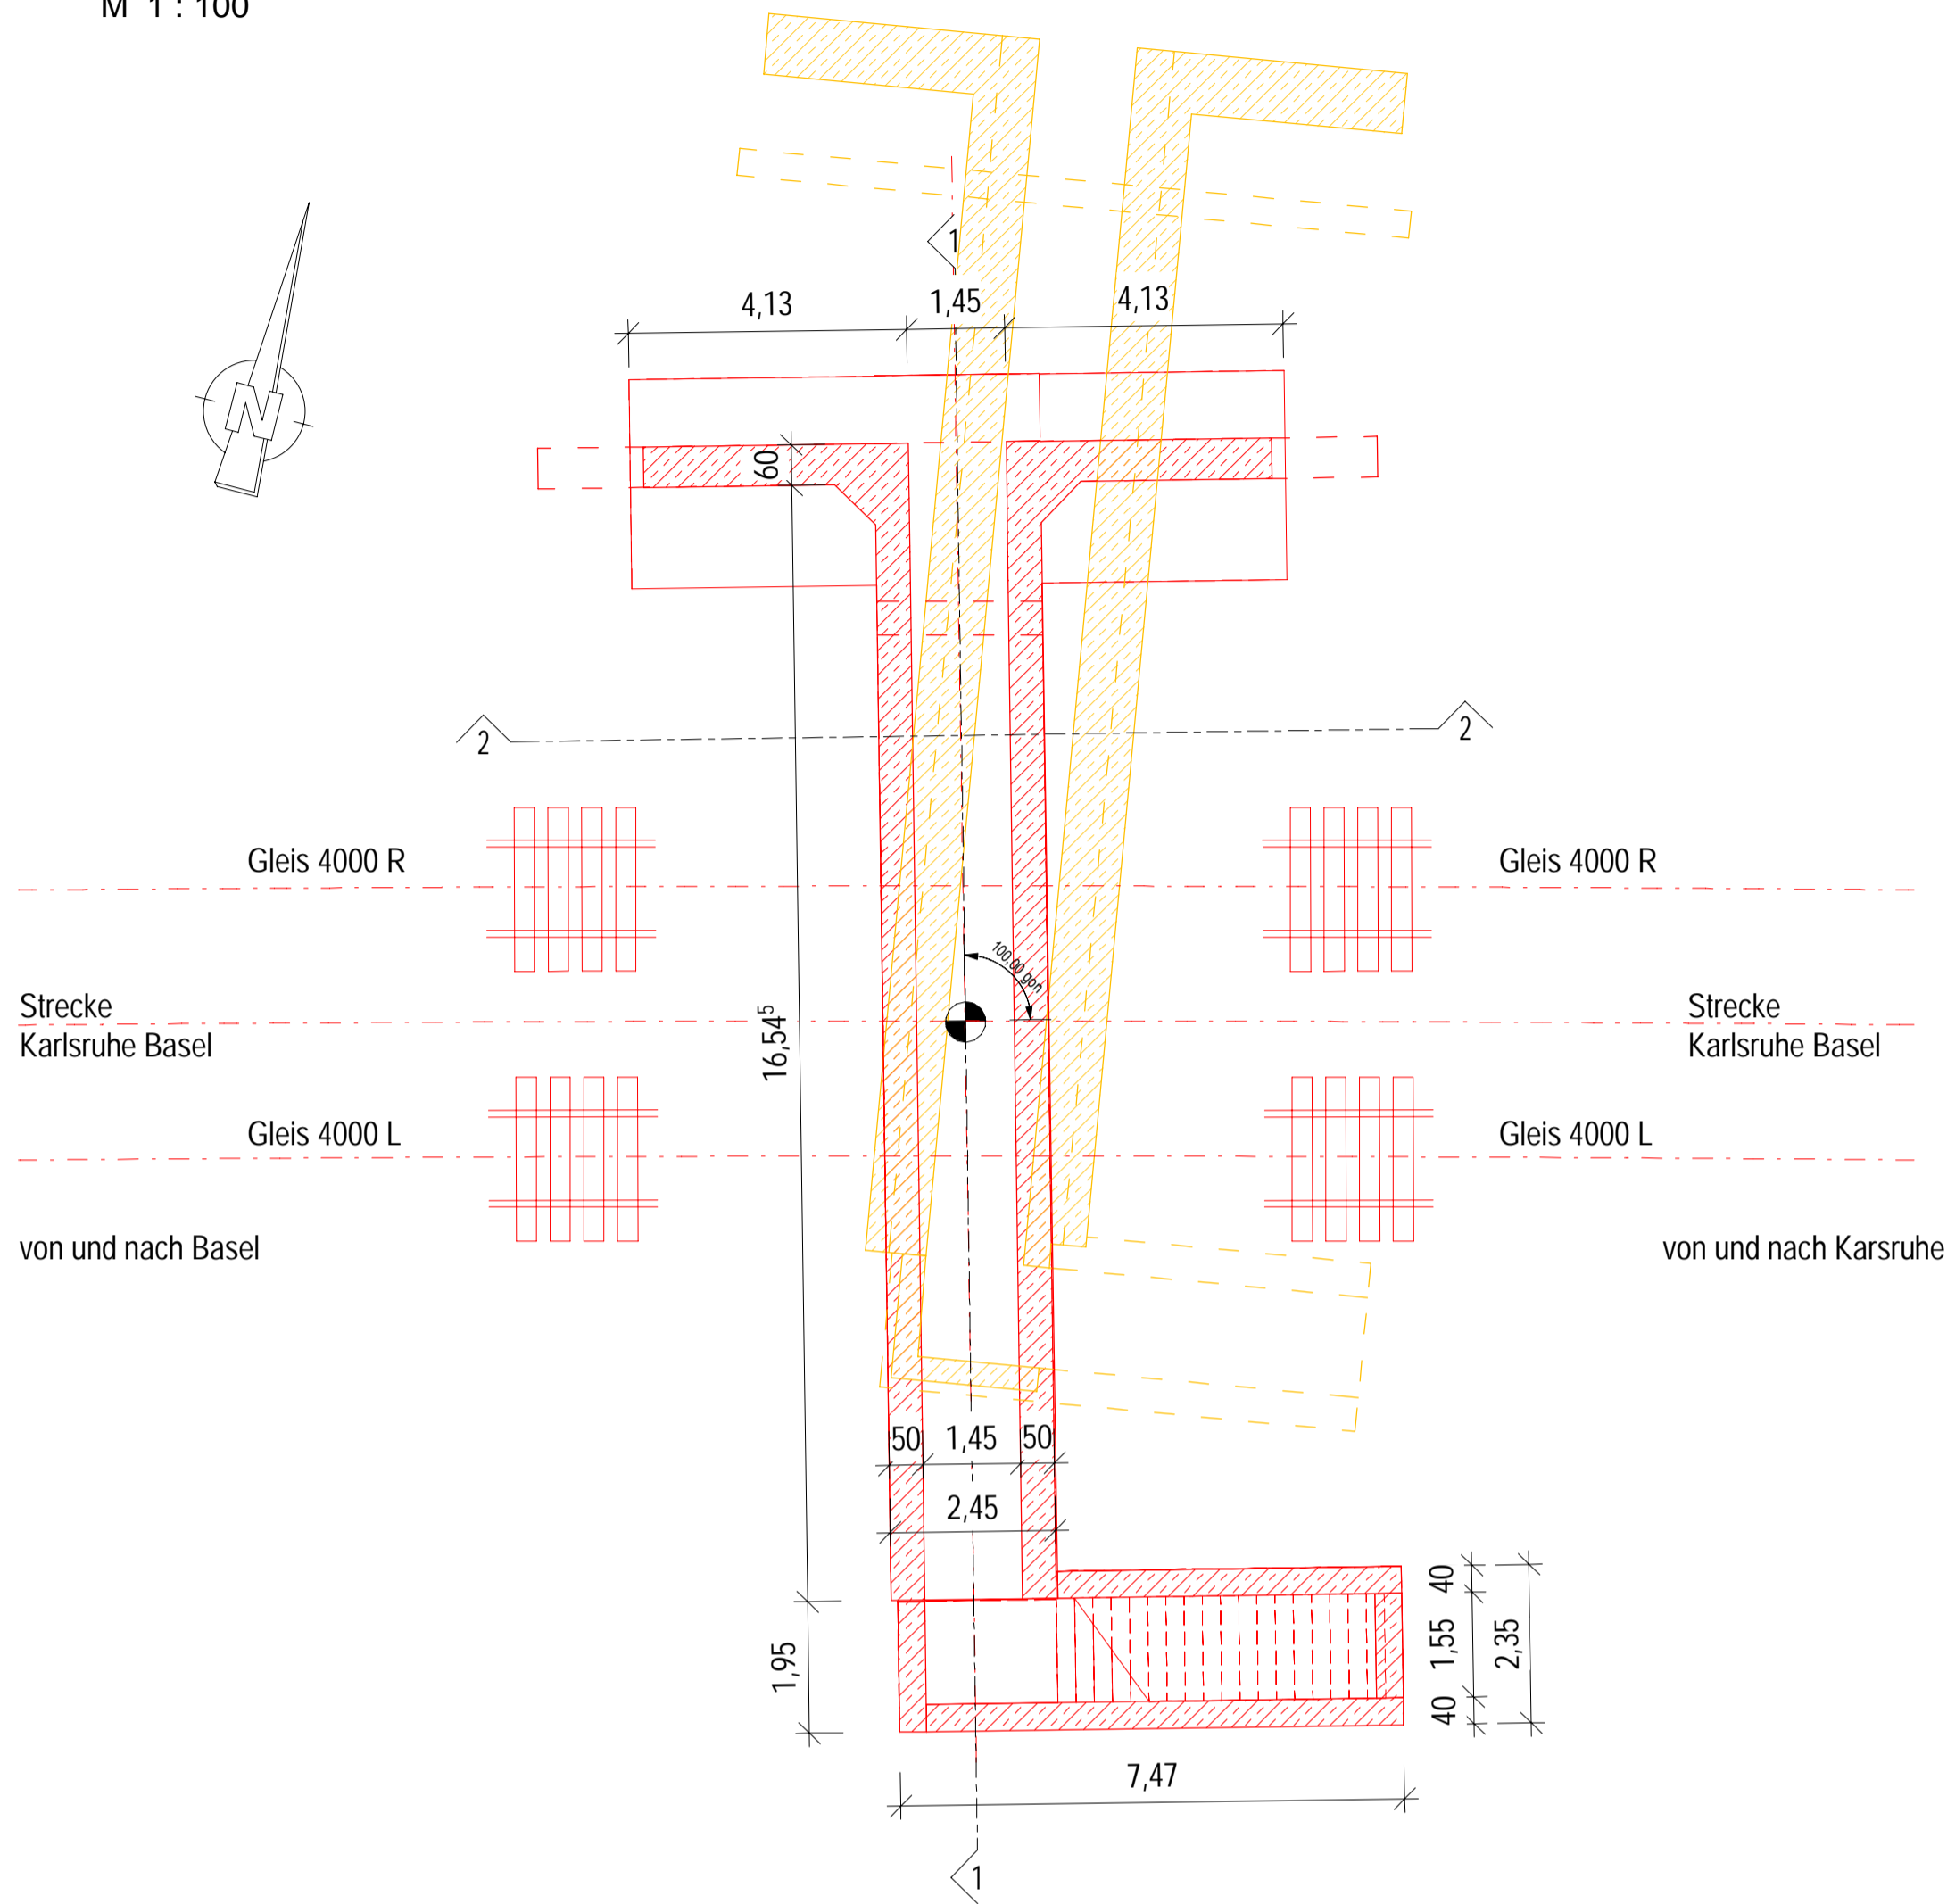 M 1 : 100
1
4,13
1,45
4,13
N
60
2
2
Gleis 4000 R
Gleis 4000 R
100,00 gon
Strecke
Karlsruhe Basel
16,54⁵
Strecke
Karlsruhe Basel
Gleis 4000 L
Gleis 4000 L
von und nach Basel
von und nach Karsruhe
50
1,45
50
2,45
40
1,55
2,35
40
1,95
7,47
1